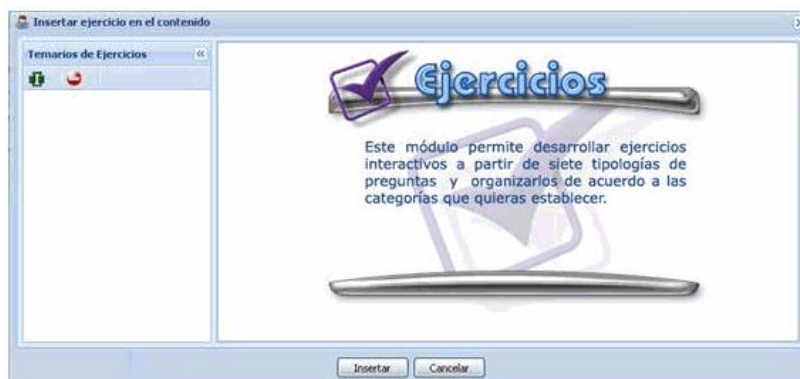 Insertar ejercicio en el contenido
Temarios de Ejercicios
Ejercicios
Este módulo permite desarrollar ejercicios
interactivos a partir de siete tipologías de
preguntas y organizarlos de acuerdo a las
categorías que quieras establecer.
Insertar Cancelar